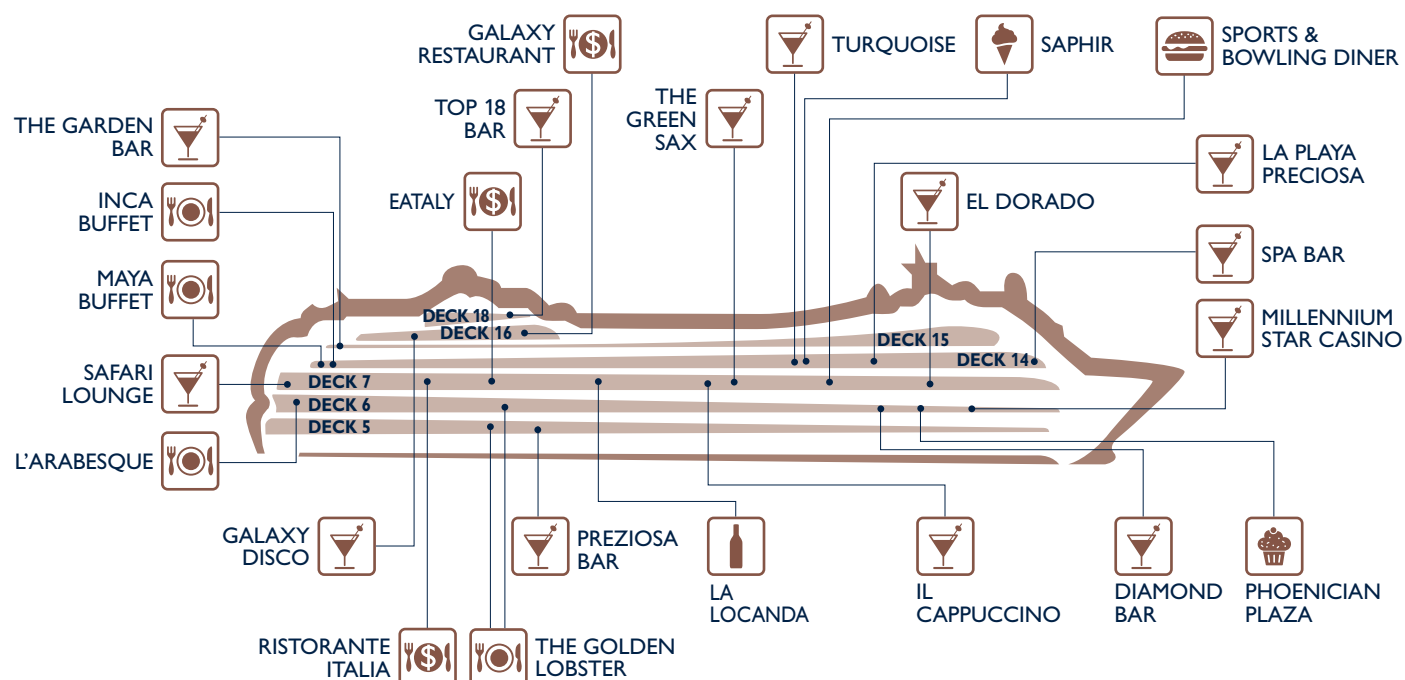 GALAXY
RESTAURANT
TURQUOISE
SAPHIR
SPORTS &
BOWLING DINER
TOP 18
BAR
THE
GREEN
SAX
THE GARDEN
BAR
LA PLAYA
PRECIOSA
INCA
BUFFET
EATALY
EL DORADO
SPA BAR
MAYA
BUFFET
MILLENNIUM
STAR CASINO
DECK 18
DECK 16
DECK 15
DECK 14
SAFARI
LOUNGE
DECK 7
DECK 6
DECK 5
L'ARABESQUE
GALAXY
DISCO
PREZIOSA
BAR
LA
LOCANDA
IL
CAPPUCCINO
DIAMOND
BAR
PHOENICIAN
PLAZA
RISTORANTE
ITALIA
THE GOLDEN
LOBSTER
$
$
$